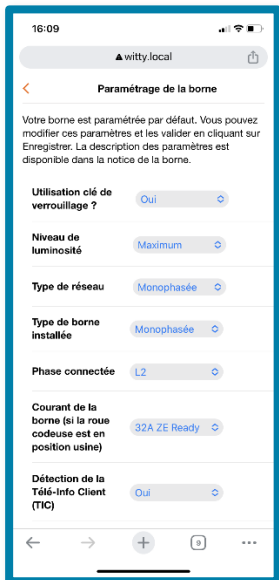 16:09
witty.local
Paramétrage de la borne
Votre borne est paramétrée par défaut. Vous pouvez
modifier ces paramètres et les valider en cliquant sur
Enregistrer. La description des paramètres est
disponible dans la notice de la borne.
Utilisation clé de
verrouillage ?
Oui
Niveau de
luminosité
Maximum
Type de réseau
Monophasée
Type de borne
installée
Monophasée
Phase connectée
L2
Courant de la
borne (si la roue
codeuse est en
position usine)
32A ZE Ready
Détection de la
Télé-Info Client
(TIC)
Oui
9